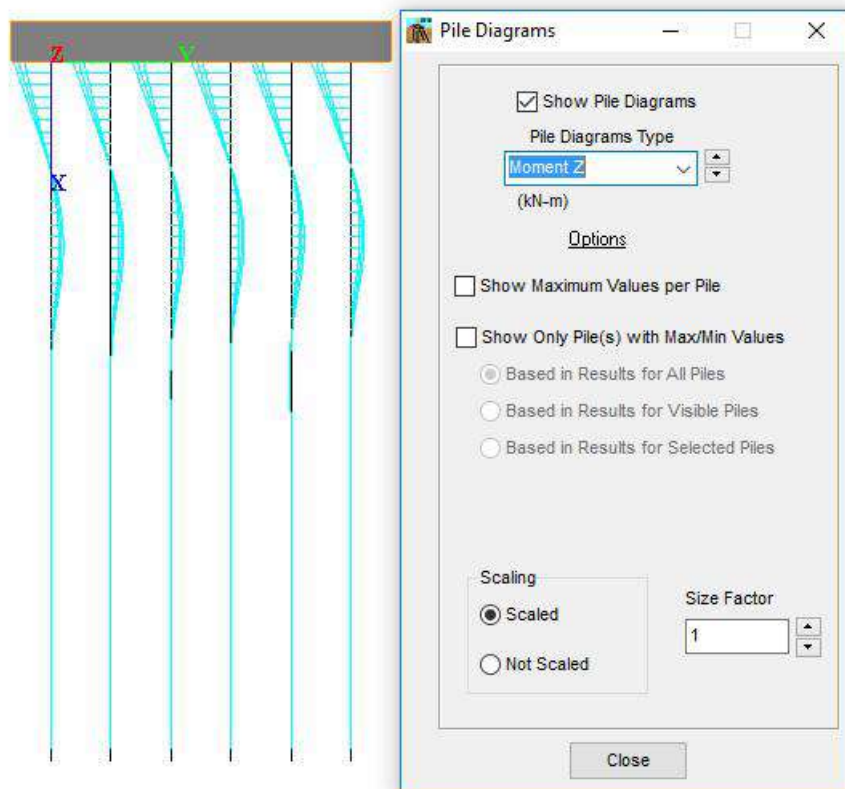 Z
Y
X
Pile Diagrams
Show Pile Diagrams
Pile Diagrams Type
Moment Z
(kN-m)
Options
Show Maximum Values per Pile
Show Only Pile(s) with Max/Min Values
Based in Results for All Piles
Based in Results for Visible Piles
Based in Results for Selected Piles
Scaling
Scaled
Not Scaled
Size Factor
1
Close